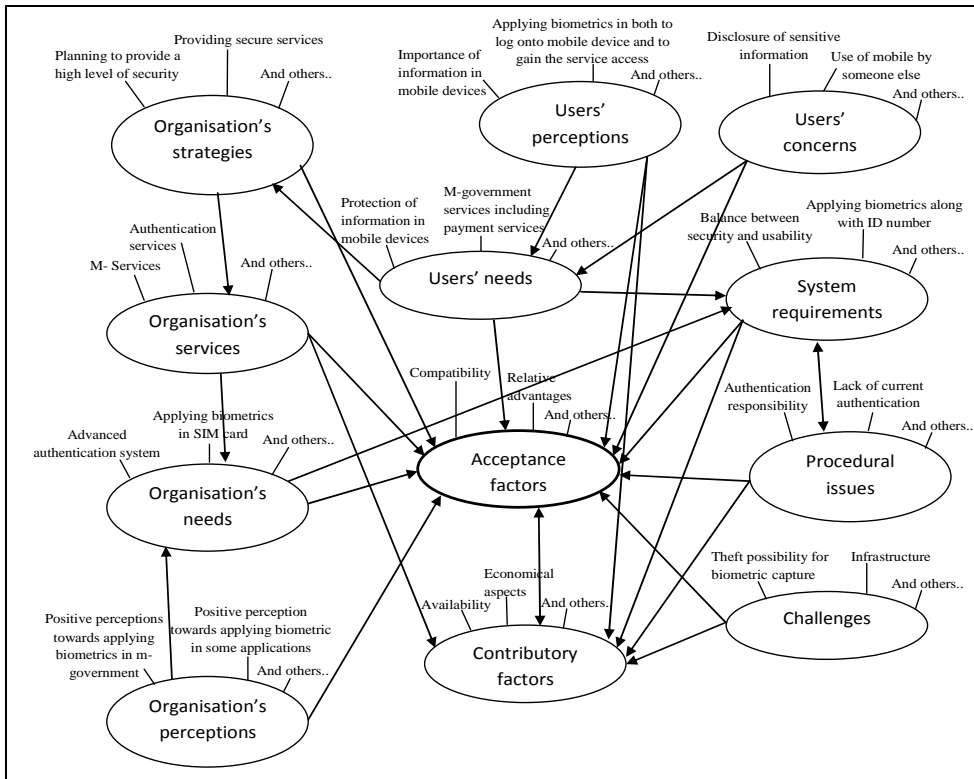 Planning to provide a
high level of security
Providing secure services
And others..
Organisation's
strategies
Importance of
information in
mobile devices
Applying biometrics in both to
log onto mobile device and to
gain the service access
And others..
Users'
perceptions
Disclosure of sensitive
information
Use of mobile by
someone else
And others..
Users'
concerns
Protection of
information in
mobile devices
M-government
services including
payment services
And others..
Users' needs
Balance between
security and usability
Applying biometrics along
with ID number
And others..
System
requirements
Authentication
services
M- Services
And others..
Organisation's
services
Compatibility
Relative
advantages
And others..
Acceptance
factors
Authentication
responsibility
Lack of current
authentication
And others..
Procedural
issues
Advanced
authentication system
Applying biometrics
in SIM card
And others..
Organisation's
needs
Theft possibility for
biometric capture
Infrastructure
And others..
Challenges
Availability
Economical
aspects
And others..
Contributory
factors
Positive perceptions
towards applying
biometrics in m-
government
Positive perception
towards applying biometric
in some applications
And others..
Organisation's
perceptions